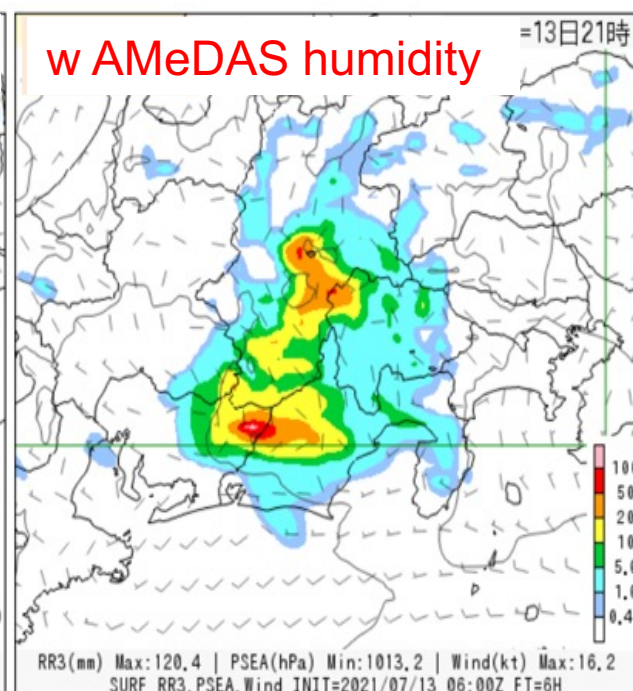 w AMeDAS humidity
=13日21時
10
50
20
10
5.0
1.0
0.4
RR3(mm) Max:120.4 | PSEA(hPa) Min:1013.2 | Wind(kt) Max:16.2
SURF RR3,PSEA,Wind INIT=2021/07/13 06:00Z FT=6H